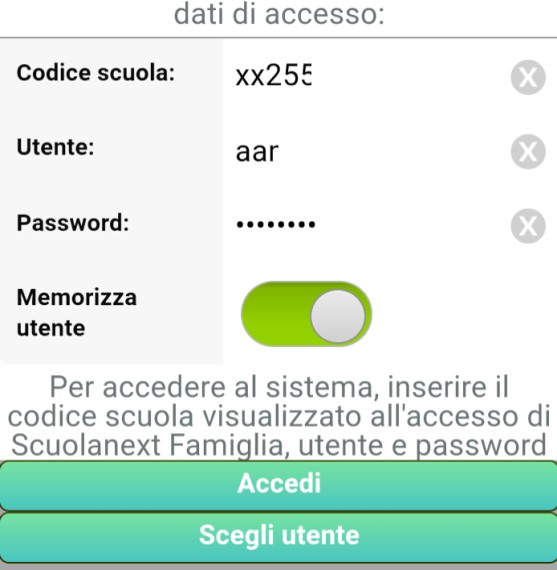 dati di accesso:
Codice scuola: xx255 X
Utente: aar X
Password: •••••••• X
Memorizza
utente
Per accedere al sistema, inserire il
codice scuola visualizzato all'accesso di
Scuolanext Famiglia, utente e password
Accedi
Scegli utente